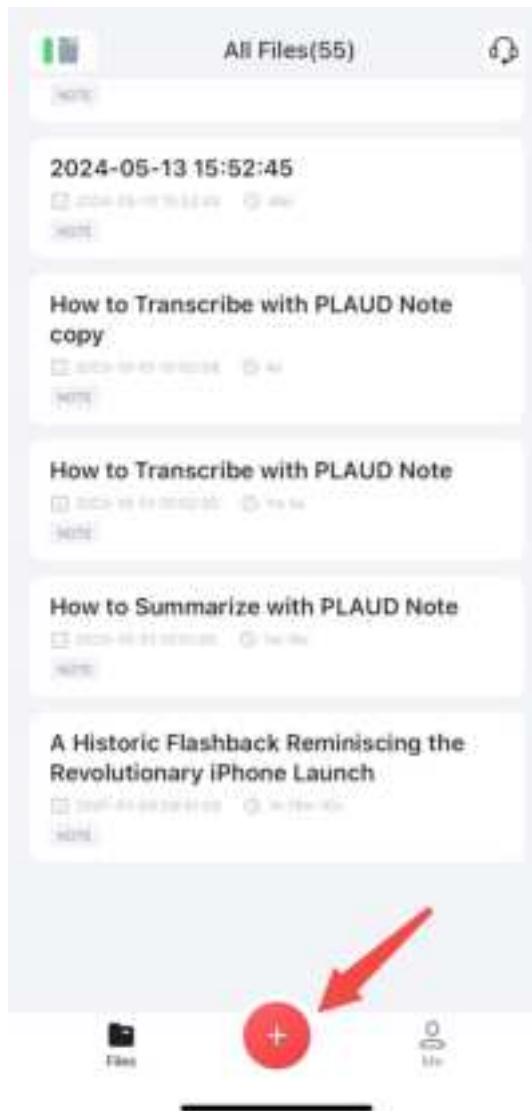 All Files(55)
NOTE
2024-05-13 15:52:45
NOTE
How to Transcribe with PLAUD Note
copy
NOTE
How to Transcribe with PLAUD Note
NOTE
How to Summarize with PLAUD Note
NOTE
A Historic Flashback Reminiscing the
Revolutionary iPhone Launch
NOTE
Files
Me